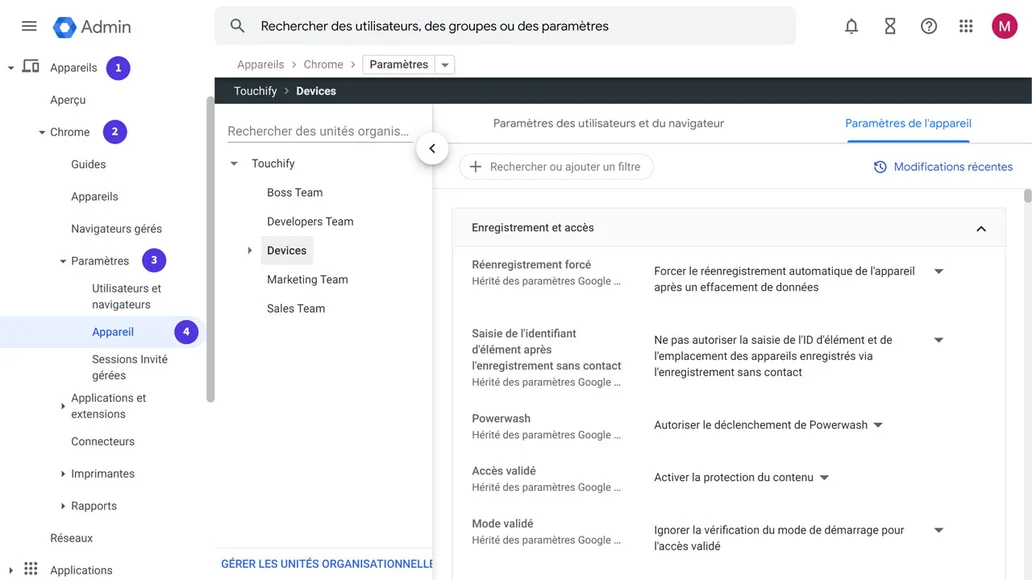 Admin
Rechercher des utilisateurs, des groupes ou des paramètres
M
Appareils 1
Aperçu
Chrome 2
Guides
Appareils
Navigateurs gérés
Paramètres 3
Utilisateurs et
navigateurs
Appareil 4
Sessions Invité
gérées
Applications et
extensions
Connecteurs
Imprimantes
Rapports
Réseaux
Applications
Appareils > Chrome > Paramètres
Touchify > Devices
Rechercher des unités organis...
Touchify
Boss Team
Developers Team
Devices
Marketing Team
Sales Team
GÉRER LES UNITÉS ORGANISATIONNELLE
Paramètres des utilisateurs et du navigateur
Paramètres de l'appareil
Rechercher ou ajouter un filtre
Modifications récentes
Enregistrement et accès
Réenregistrement forcé
Hérité des paramètres Google ...
Forcer le réenregistrement automatique de l'appareil
après un effacement de données
Saisie de l'identifiant
d'élément après
l'enregistrement sans contact
Hérité des paramètres Google ...
Ne pas autoriser la saisie de l'ID d'élément et de
l'emplacement des appareils enregistrés via
l'enregistrement sans contact
Powerwash
Hérité des paramètres Google ...
Autoriser le déclenchement de Powerwash
Accès validé
Hérité des paramètres Google ...
Activer la protection du contenu
Mode validé
Hérité des paramètres Google ...
Ignorer la vérification du mode de démarrage pour
l'accès validé